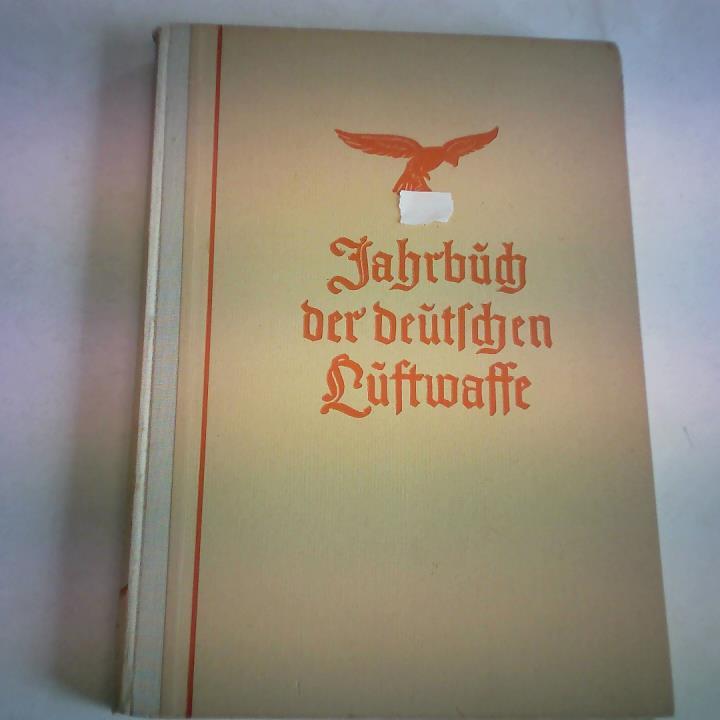 Jahrbuch
der deutschen
Luftwaffe